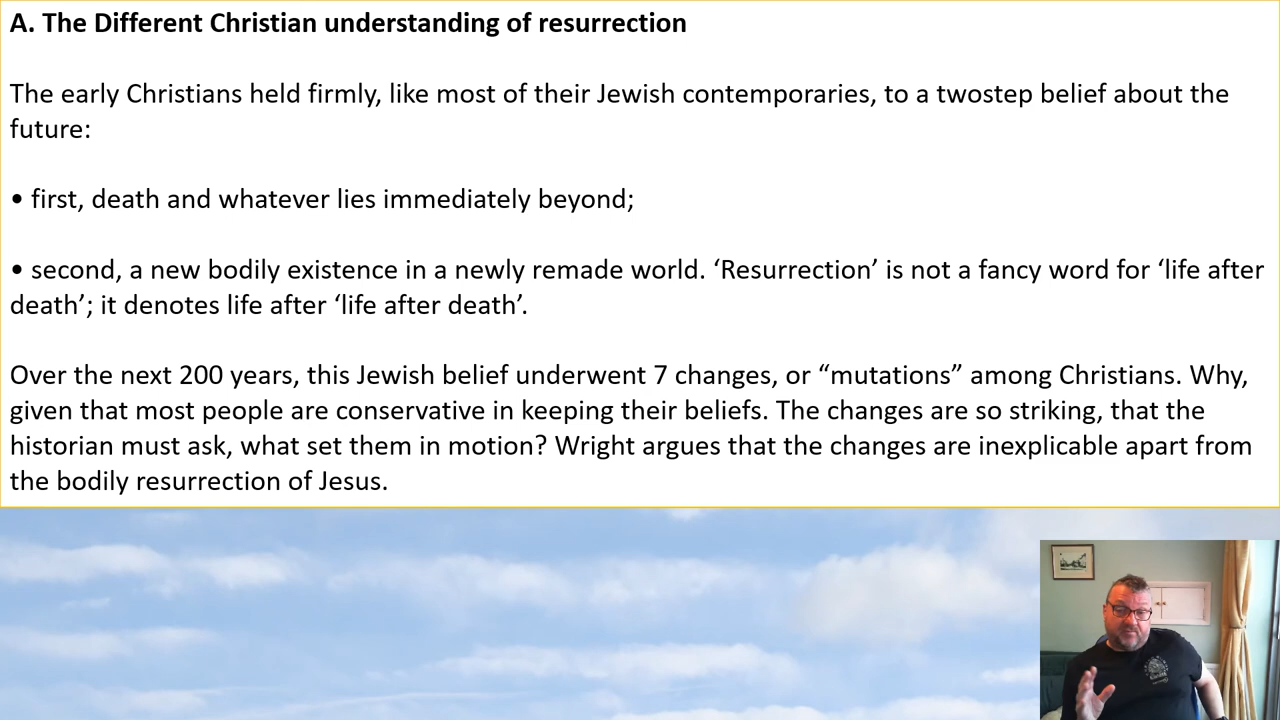 A. The Different Christian understanding of resurrection
The early Christians held firmly, like most of their Jewish contemporaries, to a twostep belief about the
future:
• first, death and whatever lies immediately beyond;
• second, a new bodily existence in a newly remade world. ‘Resurrection’ is not a fancy word for ‘life after
death’; it denotes life after ‘life after death’.
Over the next 200 years, this Jewish belief underwent 7 changes, or “mutations” among Christians. Why,
given that most people are conservative in keeping their beliefs. The changes are so striking, that the
historian must ask, what set them in motion? Wright argues that the changes are inexplicable apart from
the bodily resurrection of Jesus.